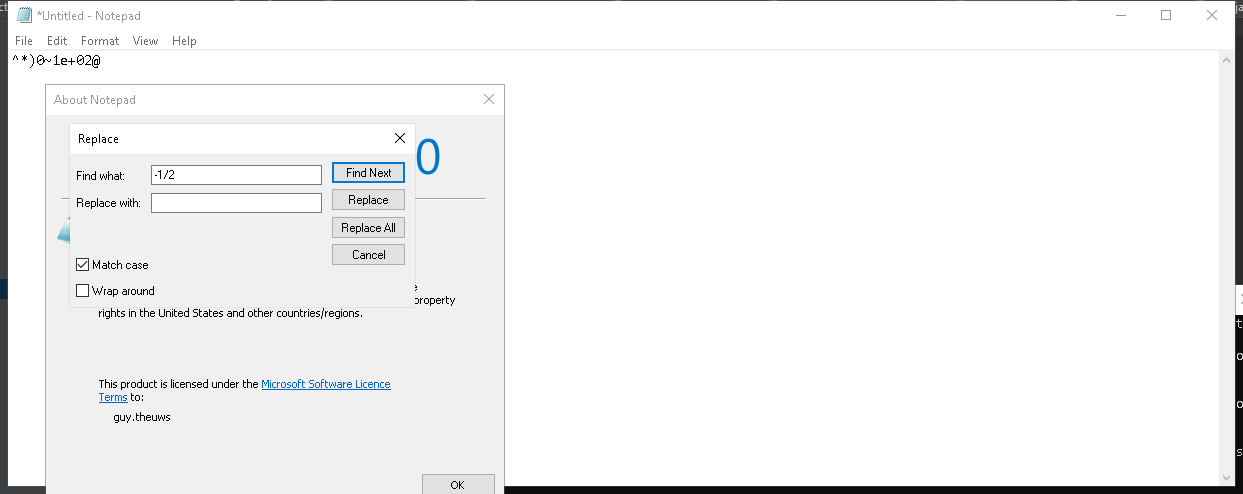 *Untitled - Notepad
File Edit Format View Help
^*)0~1e+02@
About Notepad
Replace
0
Find what: -1/2 Find Next
Replace with: Replace
Replace All
Cancel
Match case
Wrap around
property
rights in the United States and other countries/regions.
This product is licensed under the Microsoft Software Licence
Terms to:
guy.theuws
OK